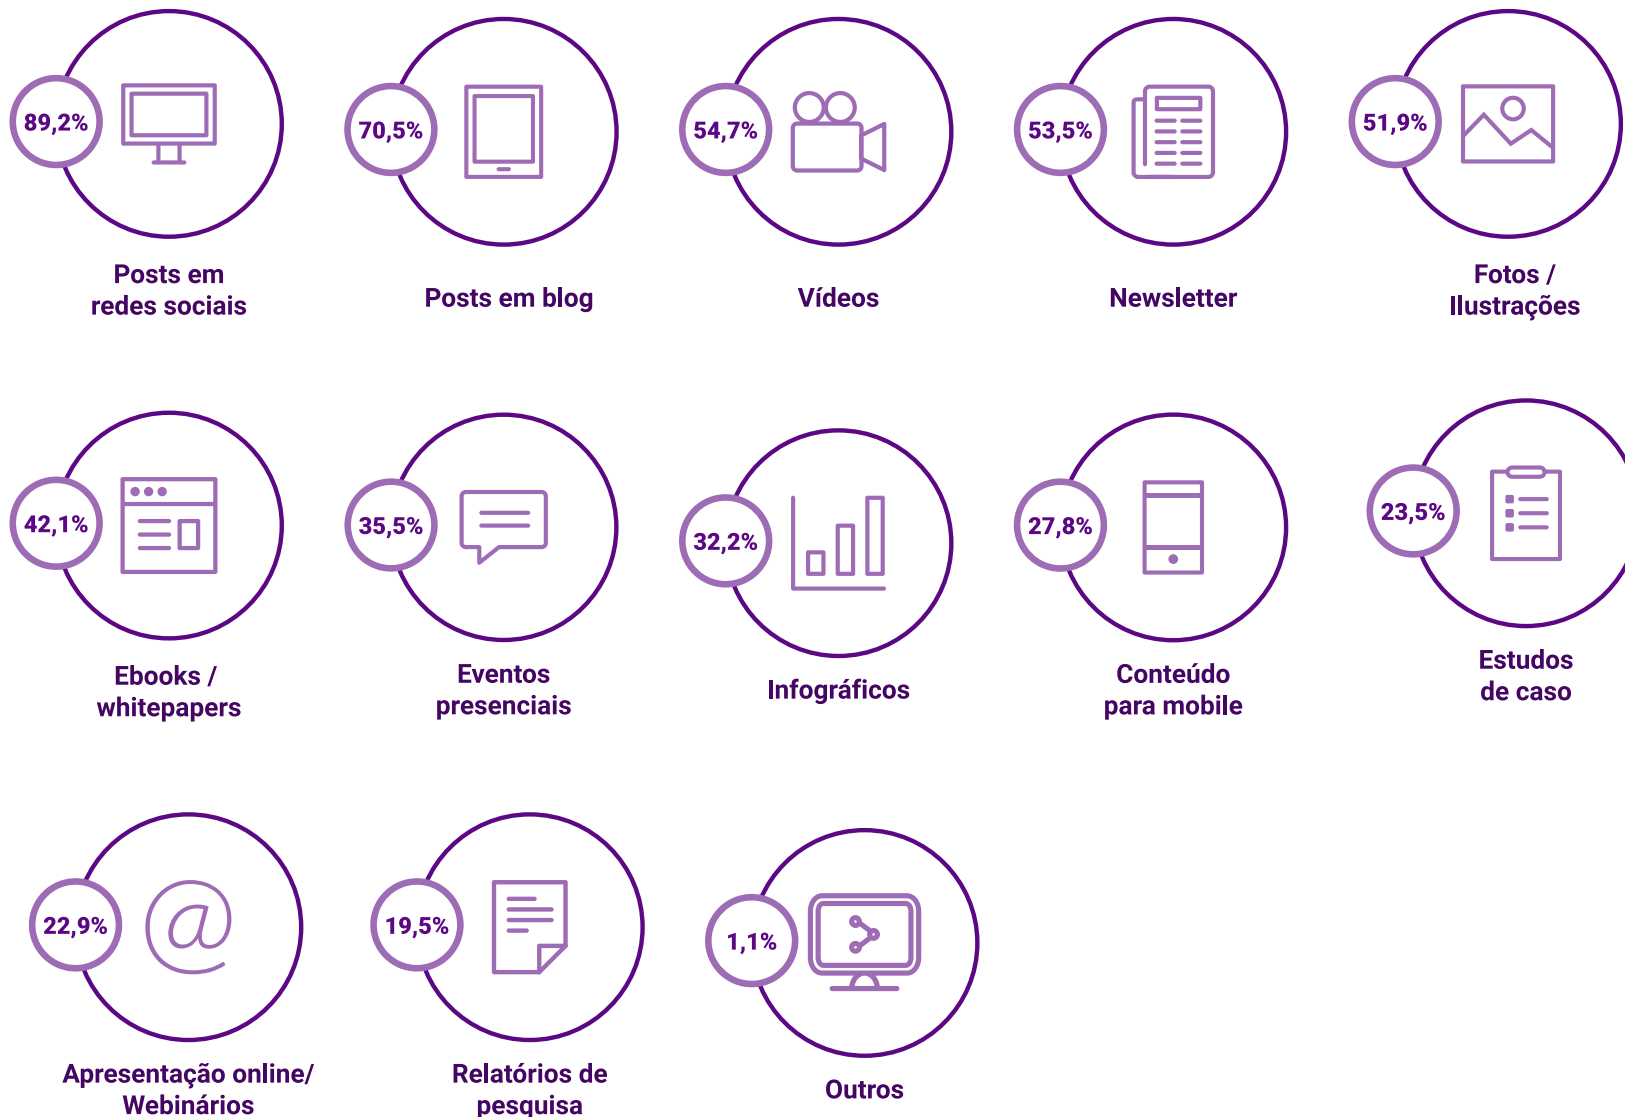 89,2%
Posts em
redes sociais
70,5%
Posts em blog
54,7%
Vídeos
53,5%
Newsletter
51,9%
Fotos /
Ilustrações
42,1%
Ebooks /
whitepapers
35,5%
Eventos
presenciais
32,2%
Infográficos
27,8%
Conteúdo
para mobile
23,5%
Estudos
de caso
@
22,9%
Apresentação online/
Webinários
19,5%
Relatórios de
pesquisa
1,1%
Outros